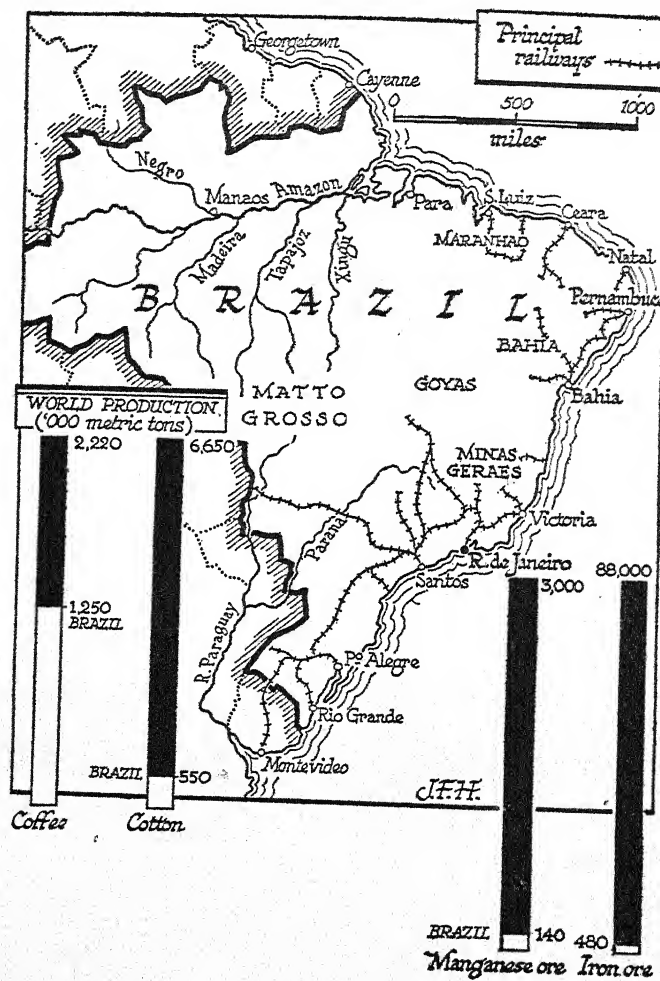 Principal
railways
Georgetown
Cayenne
0 500 1000
miles
Negro
Manaos
Amazon
Para
S. Luiz
Ceara
MARANHAO
Madeira
Tapajoz
Xingu
Natal
BRAZIL
Pernambuco
BAHIA
MATTO
GROSSO
GOYAS
Bahia
WORLD PRODUCTION.
('000 metric tons)
2,220
6,650
MINAS
GERAES
Parana
Victoria
R. de Janeiro
Santos
3,000
88,000
1,250
BRAZIL
R. Paraguay
Po. Alegre
Rio Grande
BRAZIL 550
Montevideo
J.F.H.
Coffee
Cotton
BRAZIL 140
480
Manganese ore
Iron ore